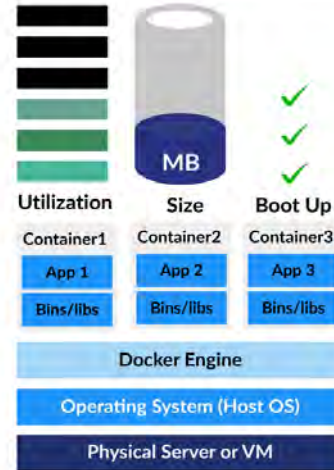 MB
Utilization Size Boot Up
Container1 Container2 Container3
App 1 App 2 App 3
Bins/libs Bins/libs Bins/libs
Docker Engine
Operating System (Host OS)
Physical Server or VM